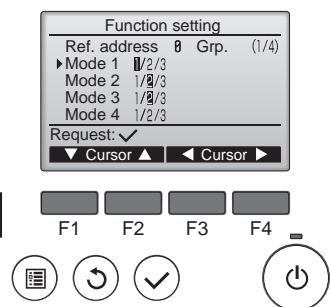 Function setting
Ref. address 0 Grp. (1/4)
Mode 1 1/2/3
Mode 2 1/2/3
Mode 3 1/2/3
Mode 4 1/2/3
Request: ✓
▼ Cursor ▲ ◀ Cursor ▶
F1 F2 F3 F4